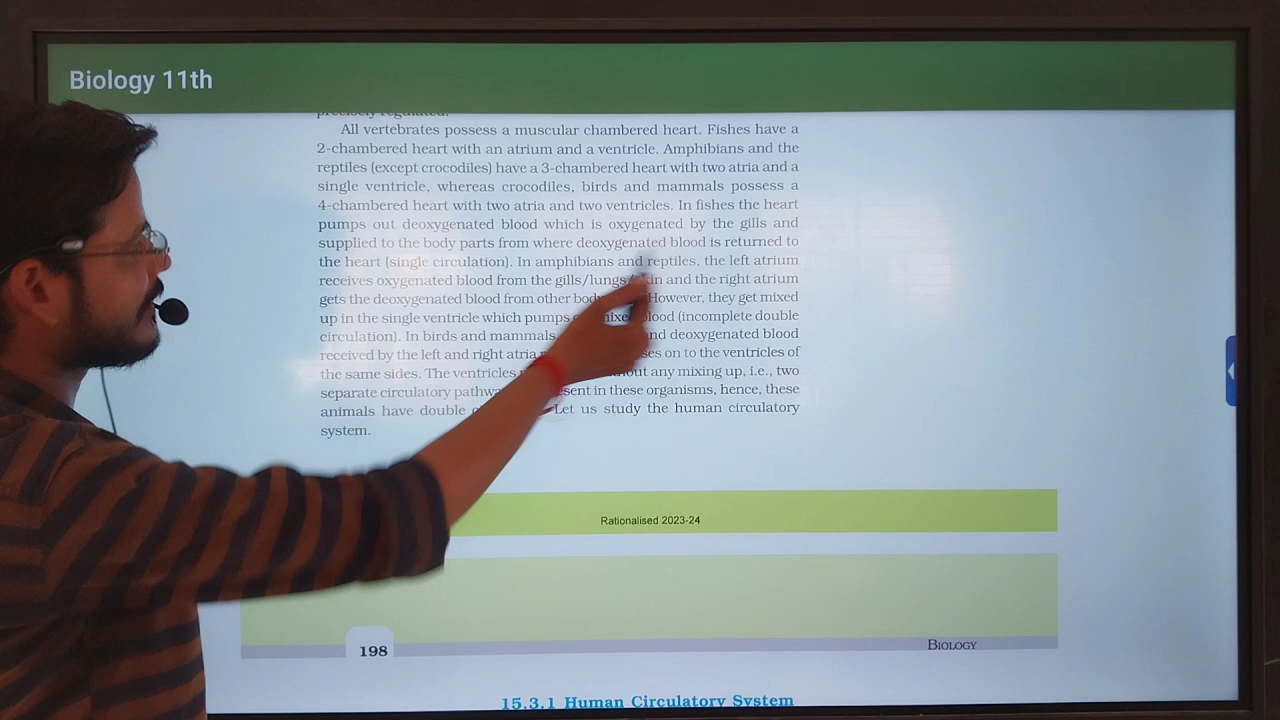 Biology 11th
precisely regulated.
All vertebrates possess a muscular chambered heart. Fishes have a
2-chambered heart with an atrium and a ventricle. Amphibians and the
reptiles (except crocodiles) have a 3-chambered heart with two atria and a
single ventricle, whereas crocodiles, birds and mammals possess a
4-chambered heart with two atria and two ventricles. In fishes the heart
pumps out deoxygenated blood which is oxygenated by the gills and
supplied to the body parts from where deoxygenated blood is returned to
the heart (single circulation). In amphibians and reptiles, the left atrium
receives oxygenated blood from the gills/lungs/skin and the right atrium
gets the deoxygenated blood from other body However, they get mixed
up in the single ventricle which pumps mixed blood (incomplete double
circulation). In birds and mammals and deoxygenated blood
received by the left and right atria on to the ventricles of
the same sides. The ventricles any mixing up, i.e., two
separate circulatory in these organisms, hence, these
animals have double Let us study the human circulatory
system.
Rationalised 2023-24
198
BIOLOGY
15.3.1 Human Circulatory System